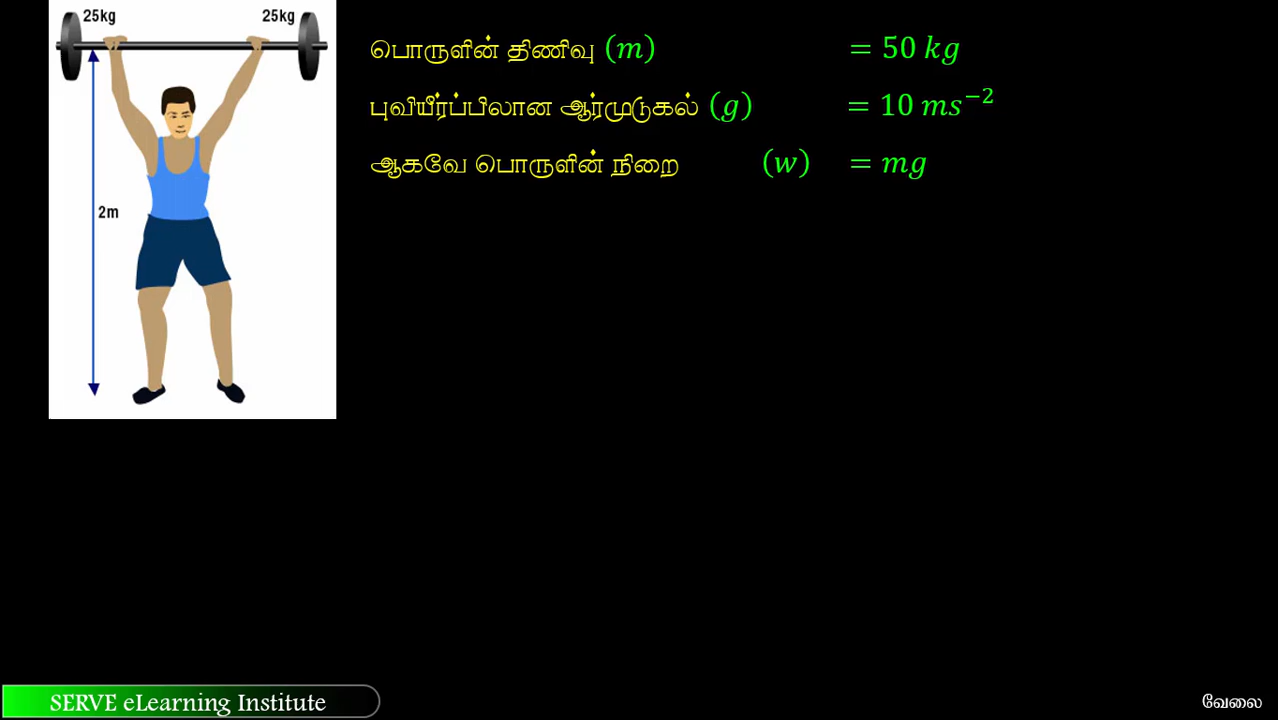 25kg 25kg
பொருளின் திணிவு (m) = 50 kg
புவியீர்ப்பிலான ஆர்முடுகல் (g) = 10 ms⁻²
ஆகவே பொருளின் நிறை (w) = mg
2m
SERVE eLearning Institute
வேலை